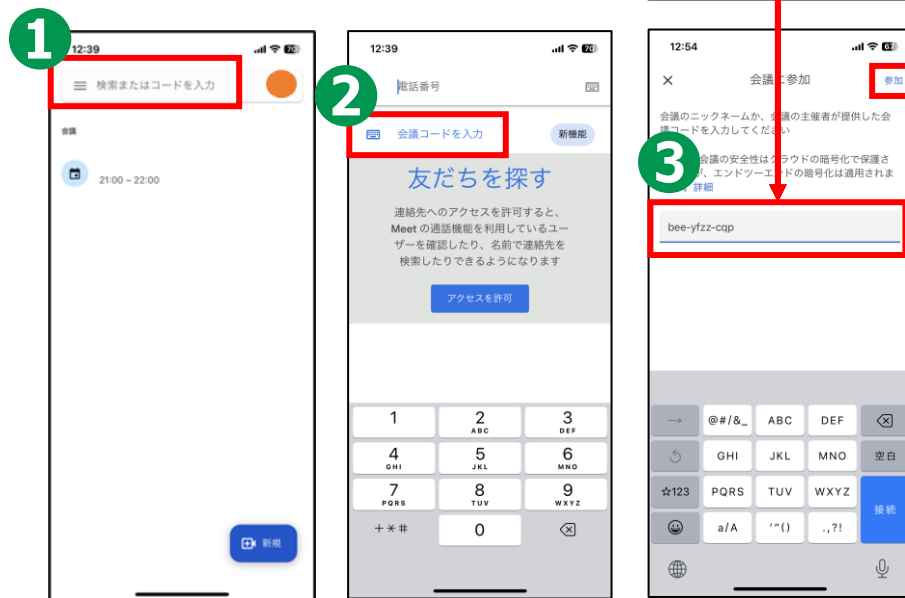 1
12:39
検索またはコードを入力
会議
21:00 – 22:00
新規
2
12:39
電話番号
会議コードを入力
新機能
友だちを探す
連絡先へのアクセスを許可すると、
Meet の通話機能を利用しているユー
ザーを確認したり、名前で連絡先を
検索したりできるようになります
アクセスを許可
1
2
ABC
3
DEF
4
GHI
5
JKL
6
MNO
7
PQRS
8
TUV
9
WXYZ
+*#
0
3
12:54
会議に参加
参加
会議のニックネームか、会議の主催者が提供した会
議コードを入力してください
会議の安全性はクラウドの暗号化で保護さ
が、エンドツーエンドの暗号化は適用されま
詳細
bee-yfzz-cqp
→
@#/&_
ABC
DEF
GHI
JKL
MNO
空白
☆123
PQRS
TUV
WXYZ
接続
a/A
'"()
.,?!